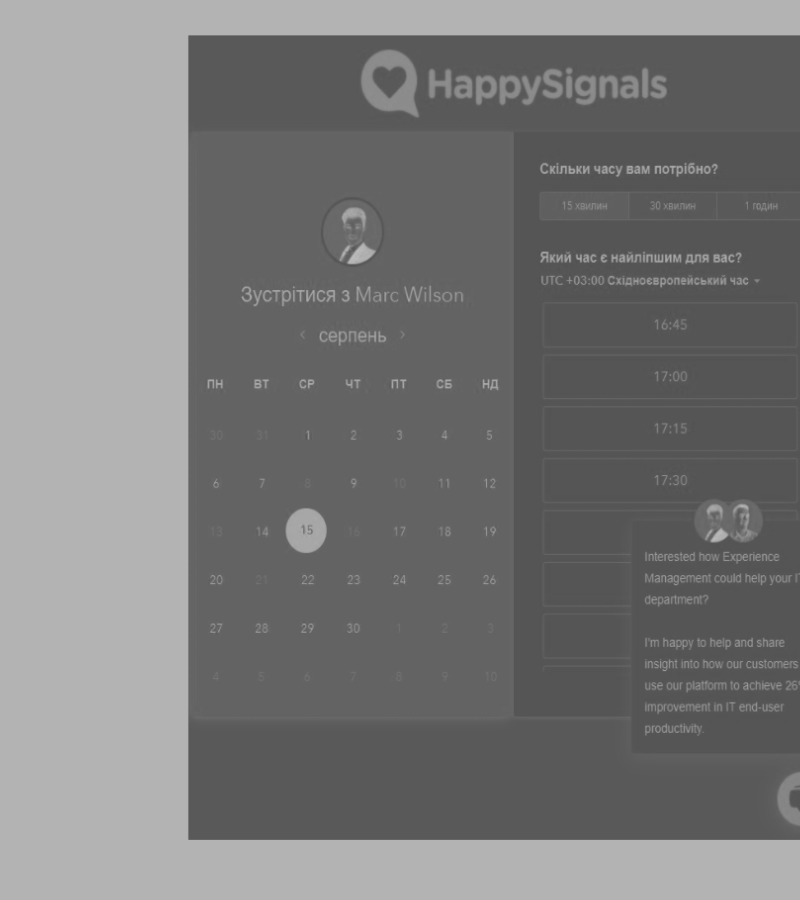 HappySignals
Зустрітися з Marc Wilson
серпень
ПН ВТ СР ЧТ ПТ СБ НД
30 31 1 2 3 4 5
6 7 8 9 10 11 12
13 14 15 16 17 18 19
20 21 22 23 24 25 26
27 28 29 30 1 2 3
4 5 6 7 8 9 10
Скільки часу вам потрібно?
15 хвилин 30 хвилин 1 годин
Який час є найліпшим для вас?
UTC +03:00 Східноєвропейський час
16:45
17:00
17:15
17:30
Interested how Experience
Management could help your IT
department?
I'm happy to help and share
insight into how our customers
use our platform to achieve 26%
improvement in IT end-user
productivity.